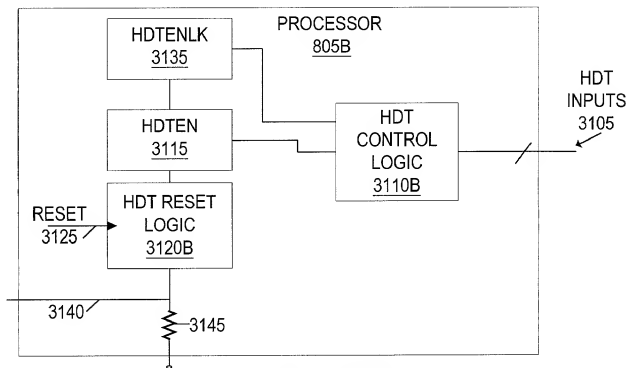 PROCESSOR
805B
HDTENLK
3135
HDTEN
3115
HDT RESET
LOGIC
3120B
RESET
3125
HDT
CONTROL
LOGIC
3110B
HDT
INPUTS
3105
3140
3145